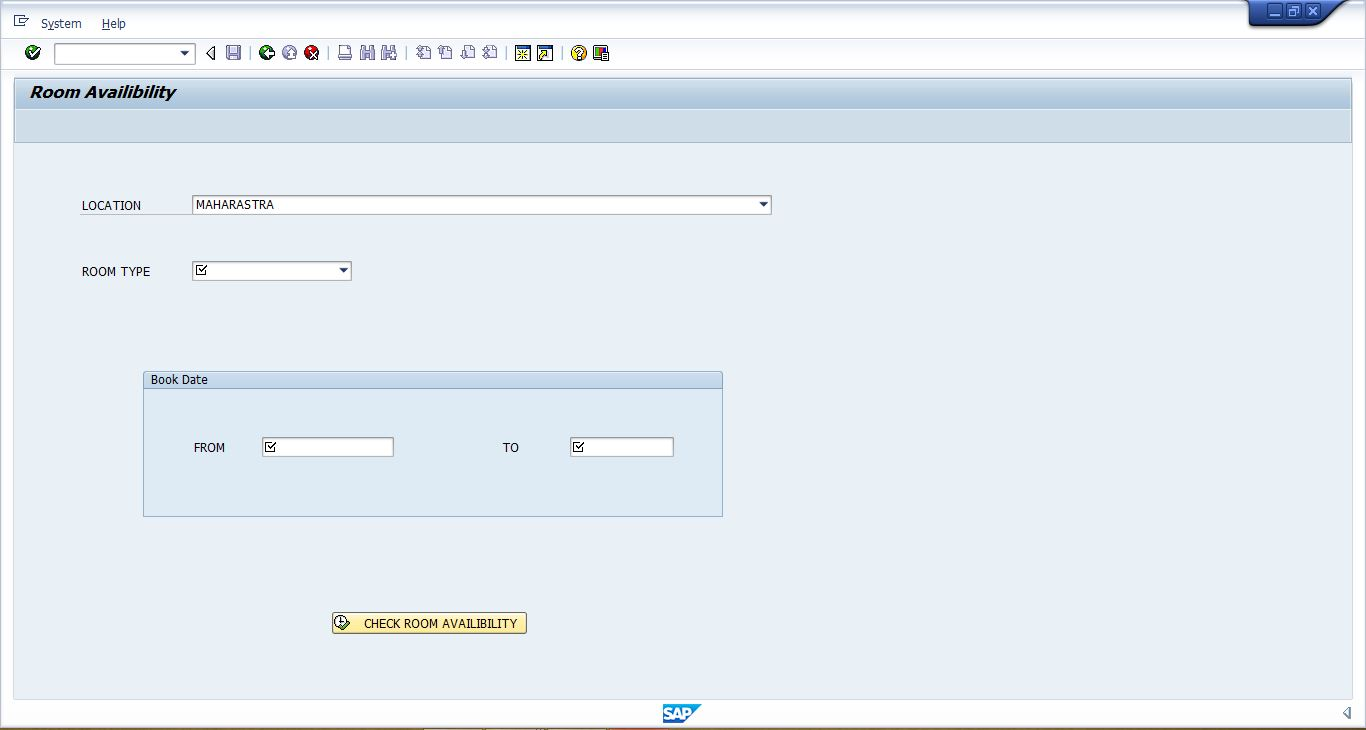 System Help
Room Availibility
LOCATION MAHARASTRA
ROOM TYPE
Book Date
FROM TO
CHECK ROOM AVAILIBILITY
SAP